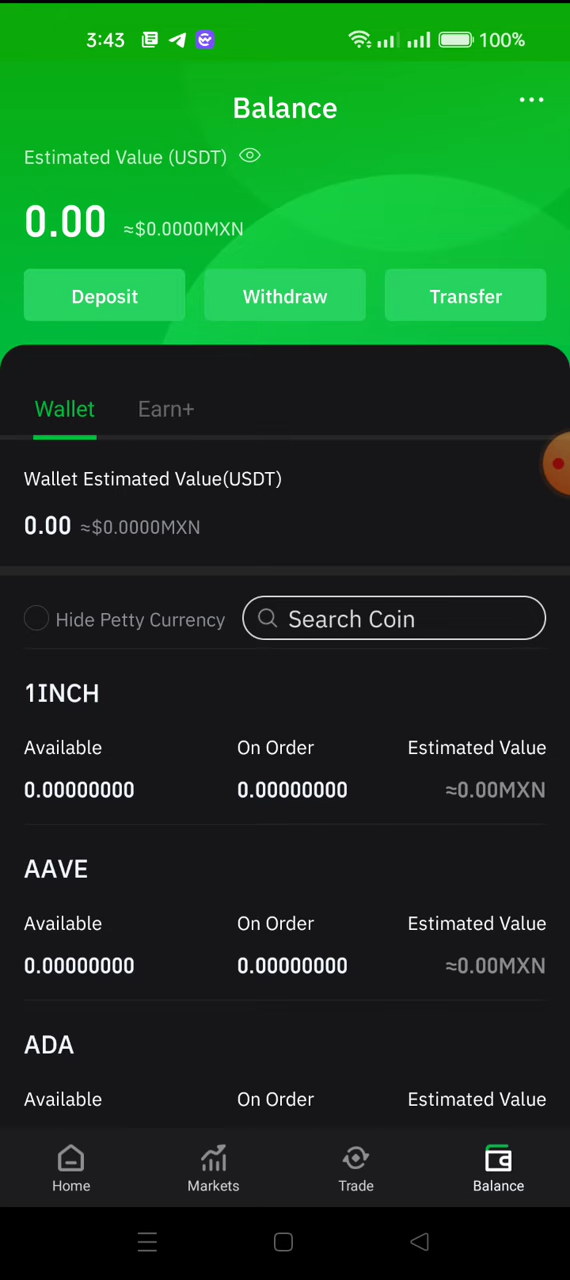 3:43 100%
Balance
Estimated Value (USDT)
0.00 ≈$0.0000MXN
Deposit Withdraw Transfer
Wallet Earn+
Wallet Estimated Value(USDT)
0.00 ≈$0.0000MXN
Hide Petty Currency Search Coin
1INCH
Available On Order Estimated Value
0.00000000 0.00000000 ≈0.00MXN
AAVE
Available On Order Estimated Value
0.00000000 0.00000000 ≈0.00MXN
ADA
Available On Order Estimated Value
Home Markets Trade Balance